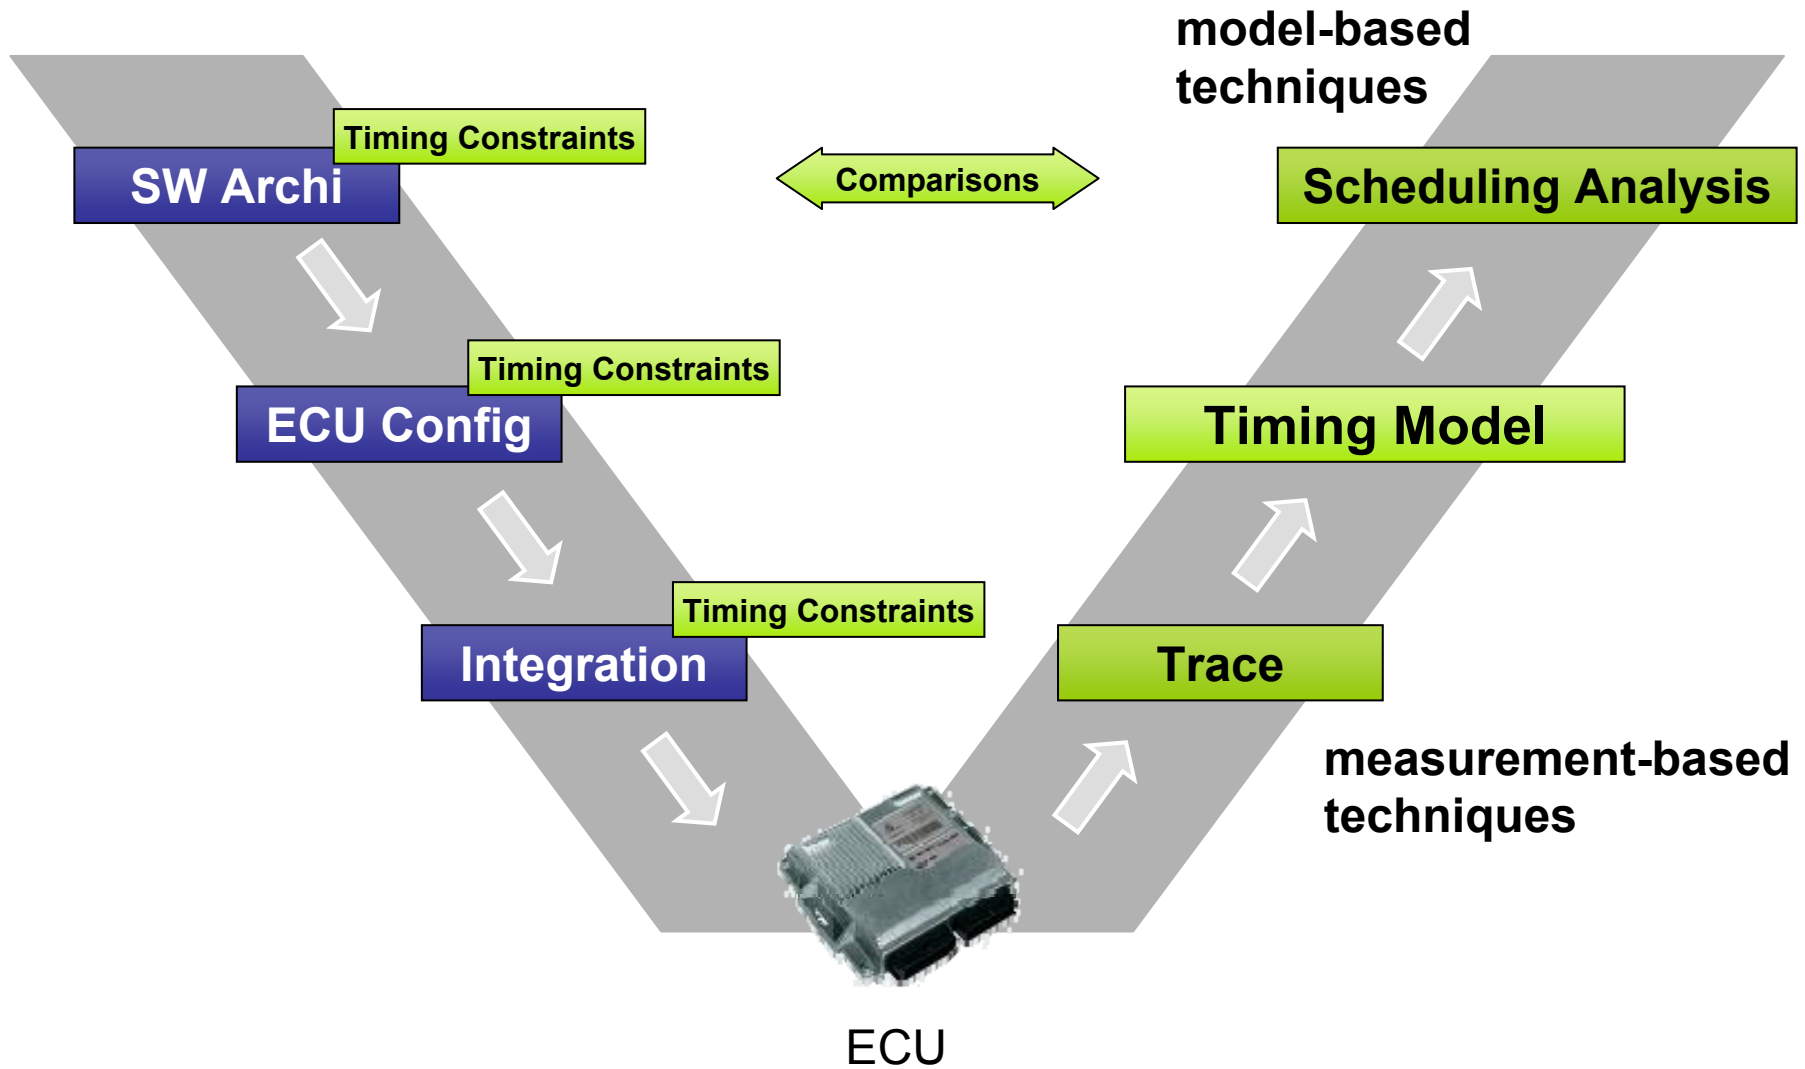 model-based
techniques
Timing Constraints
SW Archi
Comparisons
Scheduling Analysis
Timing Constraints
ECU Config
Timing Model
Timing Constraints
Integration
Trace
measurement-based
techniques
ECU